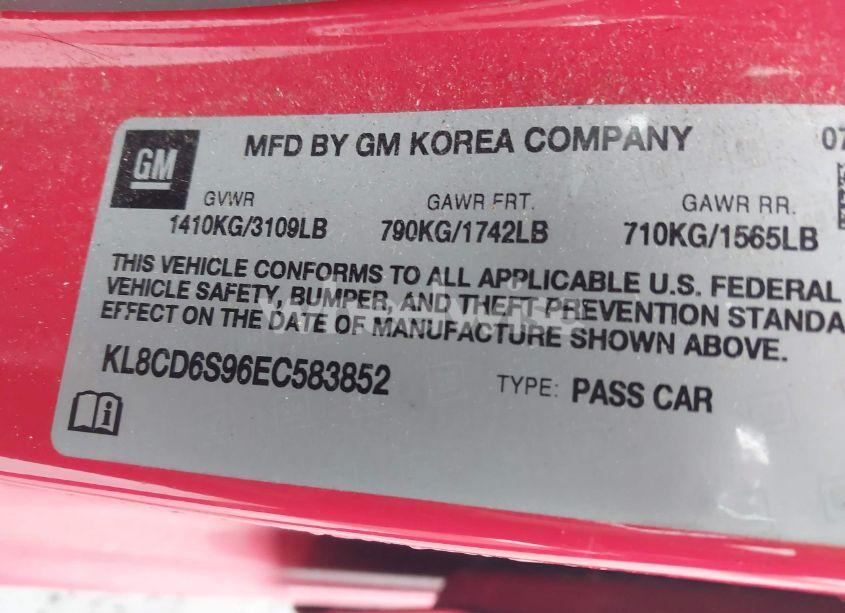 GM MFD BY GM KOREA COMPANY 07
GVWR GAWR FRT. GAWR RR.
1410KG/3109LB 790KG/1742LB 710KG/1565LB
THIS VEHICLE CONFORMS TO ALL APPLICABLE U.S. FEDERAL
VEHICLE SAFETY, BUMPER, AND THEFT PREVENTION STANDA
EFFECT ON THE DATE OF MANUFACTURE SHOWN ABOVE.
KL8CD6S96EC583852 TYPE: PASS CAR